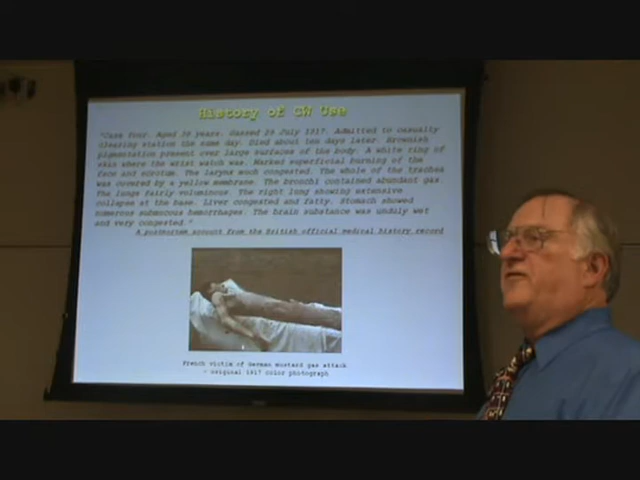 History of CW Use
"Case four. Aged 39 years. Gassed 29 July 1917. Admitted to casualty
clearing station the same day. Died about ten days later. Brownish
pigmentation present over large surfaces of the body. A white ring of
skin where the wrist watch was. Marked superficial burning of the
face and scrotum. The larynx much congested. The whole of the trachea
was covered by a yellow membrane. The bronchi contained abundant gas.
The lungs fairly voluminous. The right lung showing extensive
collapse at the base. Liver congested and fatty. Stomach showed
numerous submucous hemorrhages. The brain substance was unduly wet
and very congested."
A postmortem account from the British official medical history record
French victim of German mustard gas attack
- original 1917 color photograph